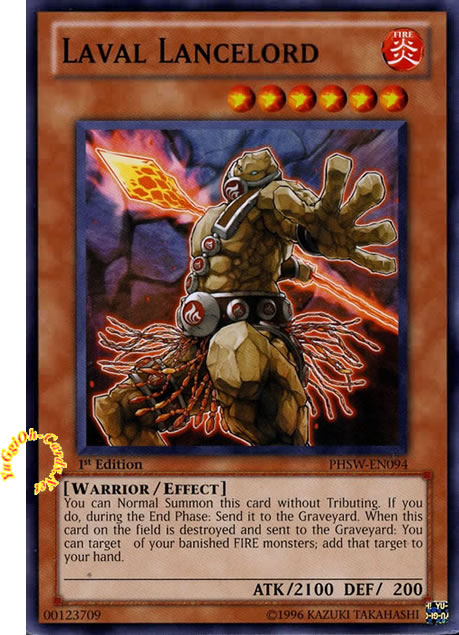 LAVAL LANCELORD
FIRE
炎
1st Edition
PHSW-EN094
[WARRIOR / EFFECT]
You can Normal Summon this card without Tributing. If you
do, during the End Phase: Send it to the Graveyard. When this
card on the field is destroyed and sent to the Graveyard: You
can target of your banished FIRE monsters; add that target to
your hand.
ATK/2100 DEF/ 200
00123709
©1996 KAZUKI TAKAHASHI